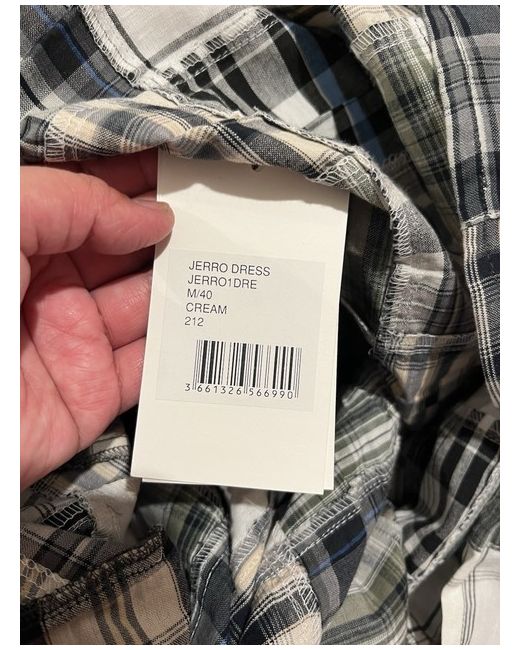 JERRO DRESS
JERRO1DRE
M/40
CREAM
212
3 661326 566990